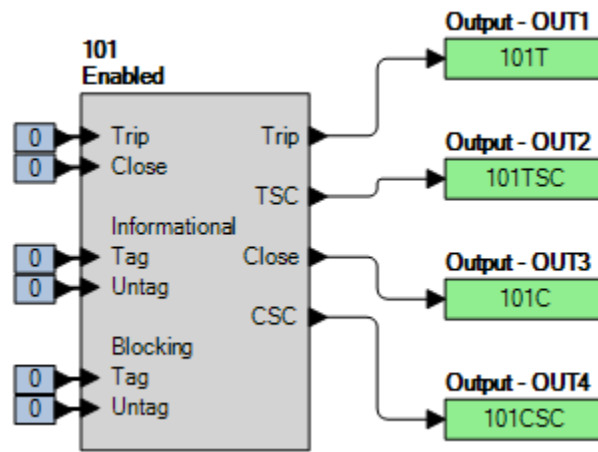 101
Enabled
0 Trip
0 Close
Informational
0 Tag
0 Untag
Blocking
0 Tag
0 Untag
Trip
TSC
Close
CSC
Output - OUT1
101T
Output - OUT2
101TSC
Output - OUT3
101C
Output - OUT4
101CSC